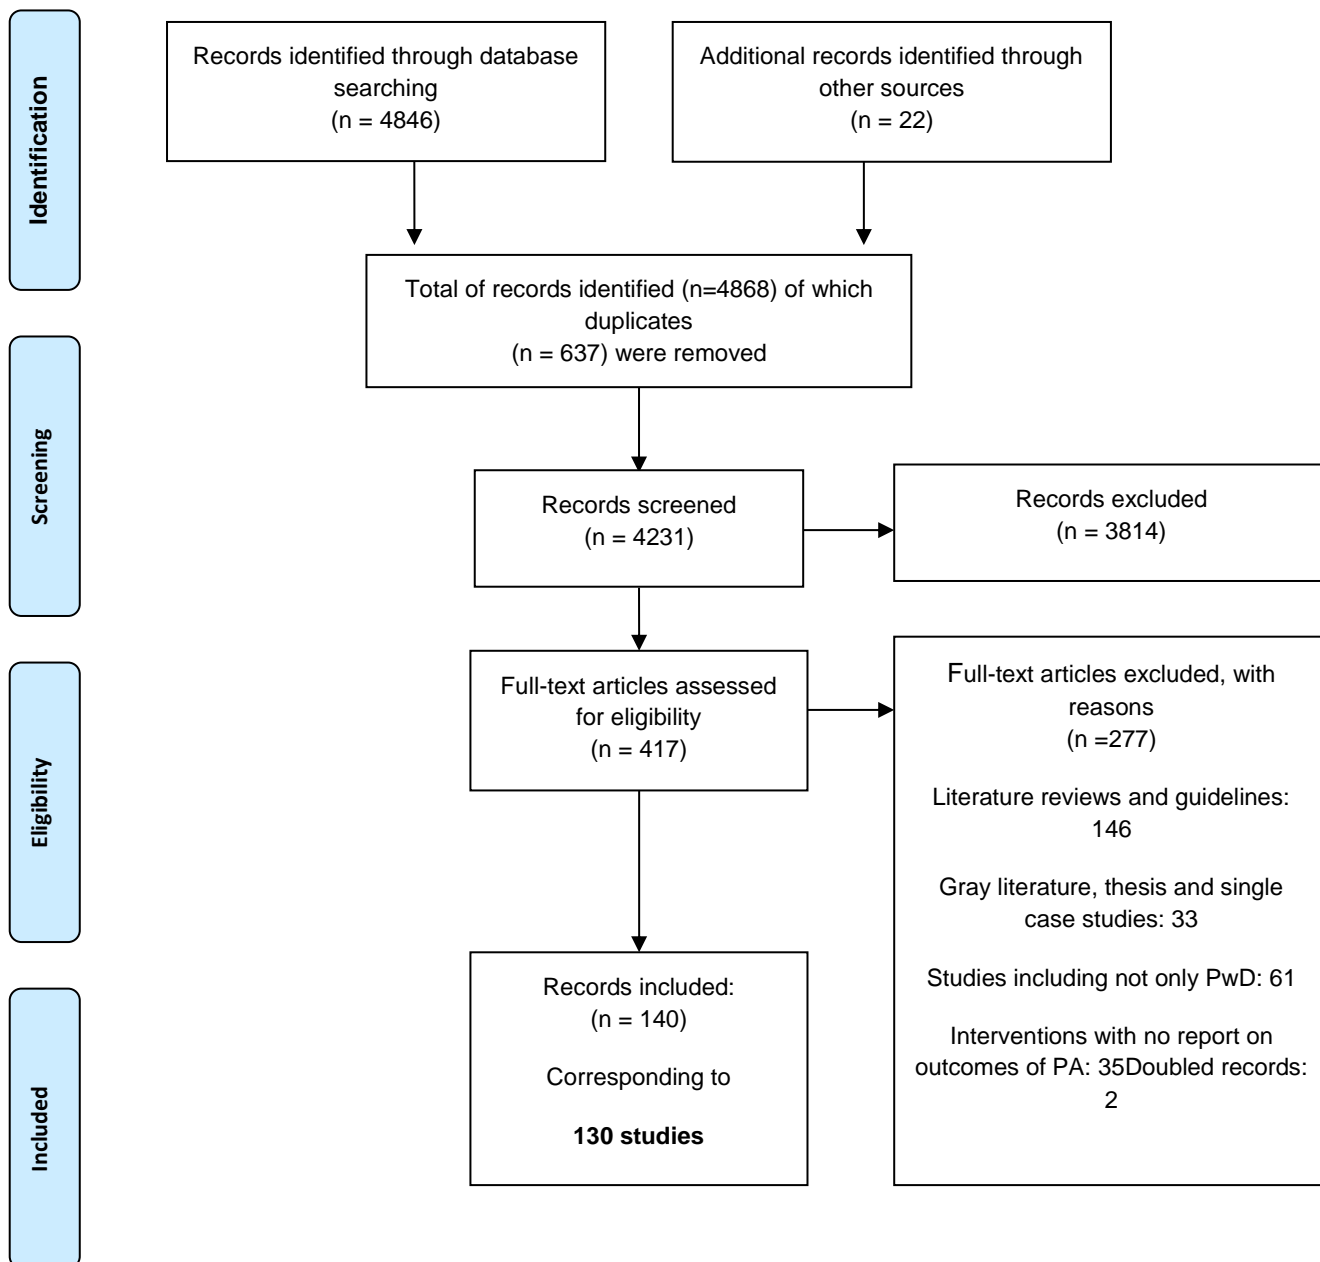 Identification
Records identified through database
searching
(n = 4846)
Additional records identified through
other sources
(n = 22)
Total of records identified (n=4868) of which
duplicates
(n = 637) were removed
Screening
Records screened
(n = 4231)
Records excluded
(n = 3814)
Eligibility
Full-text articles assessed
for eligibility
(n = 417)
Full-text articles excluded, with
reasons
(n =277)
Literature reviews and guidelines:
146
Gray literature, thesis and single
case studies: 33
Studies including not only PwD: 61
Interventions with no report on
outcomes of PA: 35Doubled records:
2
Included
Records included:
(n = 140)
Corresponding to
130 studies